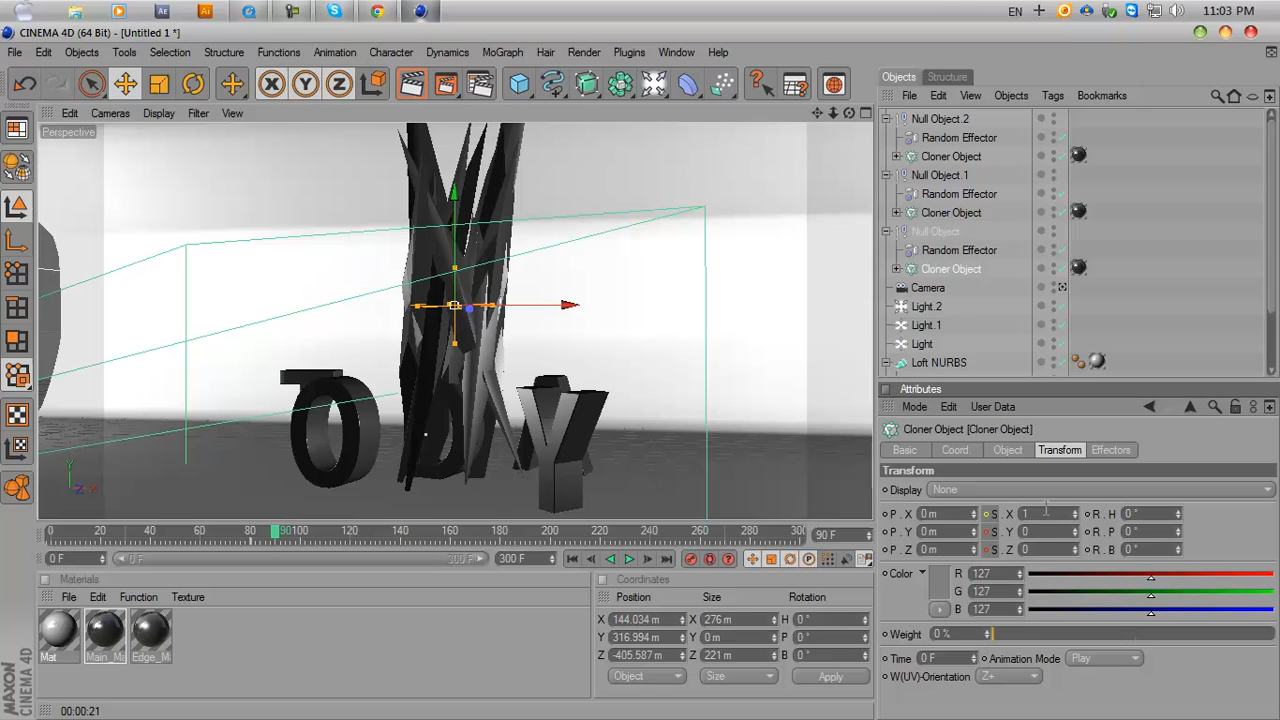 Ae Ai EN 11:03 PM
CINEMA 4D (64 Bit) - [Untitled 1 *]
File Edit Objects Tools Selection Structure Functions Animation Character Dynamics MoGraph Hair Render Plugins Window Help
X Y Z
Objects Structure
Edit Cameras Display Filter View
File Edit View Objects Tags Bookmarks
Perspective
Null Object.2
Random Effector
Cloner Object
Null Object.1
Random Effector
Cloner Object
Null Object
Random Effector
Cloner Object
Camera
Light.2
Light.1
Light
Loft NURBS
Attributes
Mode Edit User Data
Cloner Object [Cloner Object]
Basic Coord. Object Transform Effectors
Transform
Display None
P . X 0 m S . X 1 R . H 0 °
P . Y 0 m S . Y 0 R . P 0 °
P . Z 0 m S . Z 0 R . B 0 °
Color R 127
G 127
B 127
Weight 0 %
Time 0 F Animation Mode Play
W(UV)-Orientation Z+
Y
Z X
0 20 40 60 80 90 100 120 140 160 180 200 220 240 260 280 300 90 F
0 F 0 F 300 F 300 F
Materials
File Edit Function Texture
Mat Main_Ma Edge_M
Coordinates
Position Size Rotation
X 144.034 m X 276 m H 0 °
Y 316.994 m Y 0 m P 0 °
Z -405.587 m Z 221 m B 0 °
Object Size Apply
MAXON
CINEMA 4D
00:00:21